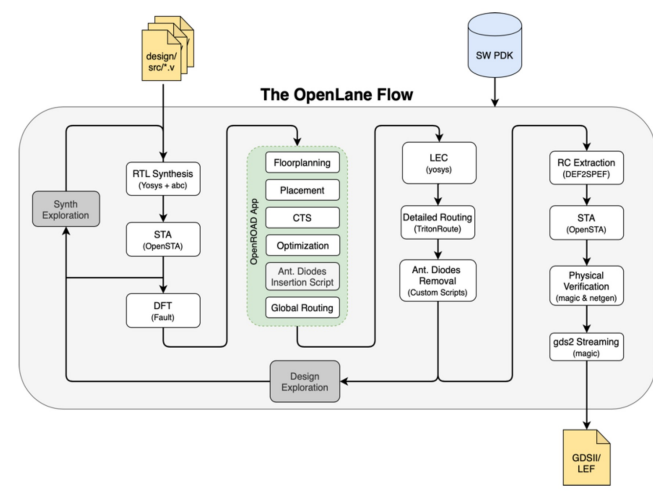 design/
src/*.v
SW PDK
The OpenLane Flow
Synth
Exploration
RTL Synthesis
(Yosys + abc)
STA
(OpenSTA)
DFT
(Fault)
OpenROAD App
Floorplanning
Placement
CTS
Optimization
Ant. Diodes
Insertion Script
Global Routing
LEC
(yosys)
Detailed Routing
(TritonRoute)
Ant. Diodes
Removal
(Custom Scripts)
Design
Exploration
RC Extraction
(DEF2SPEF)
STA
(OpenSTA)
Physical
Verification
(magic & netgen)
gds2 Streaming
(magic)
GDSII/
LEF